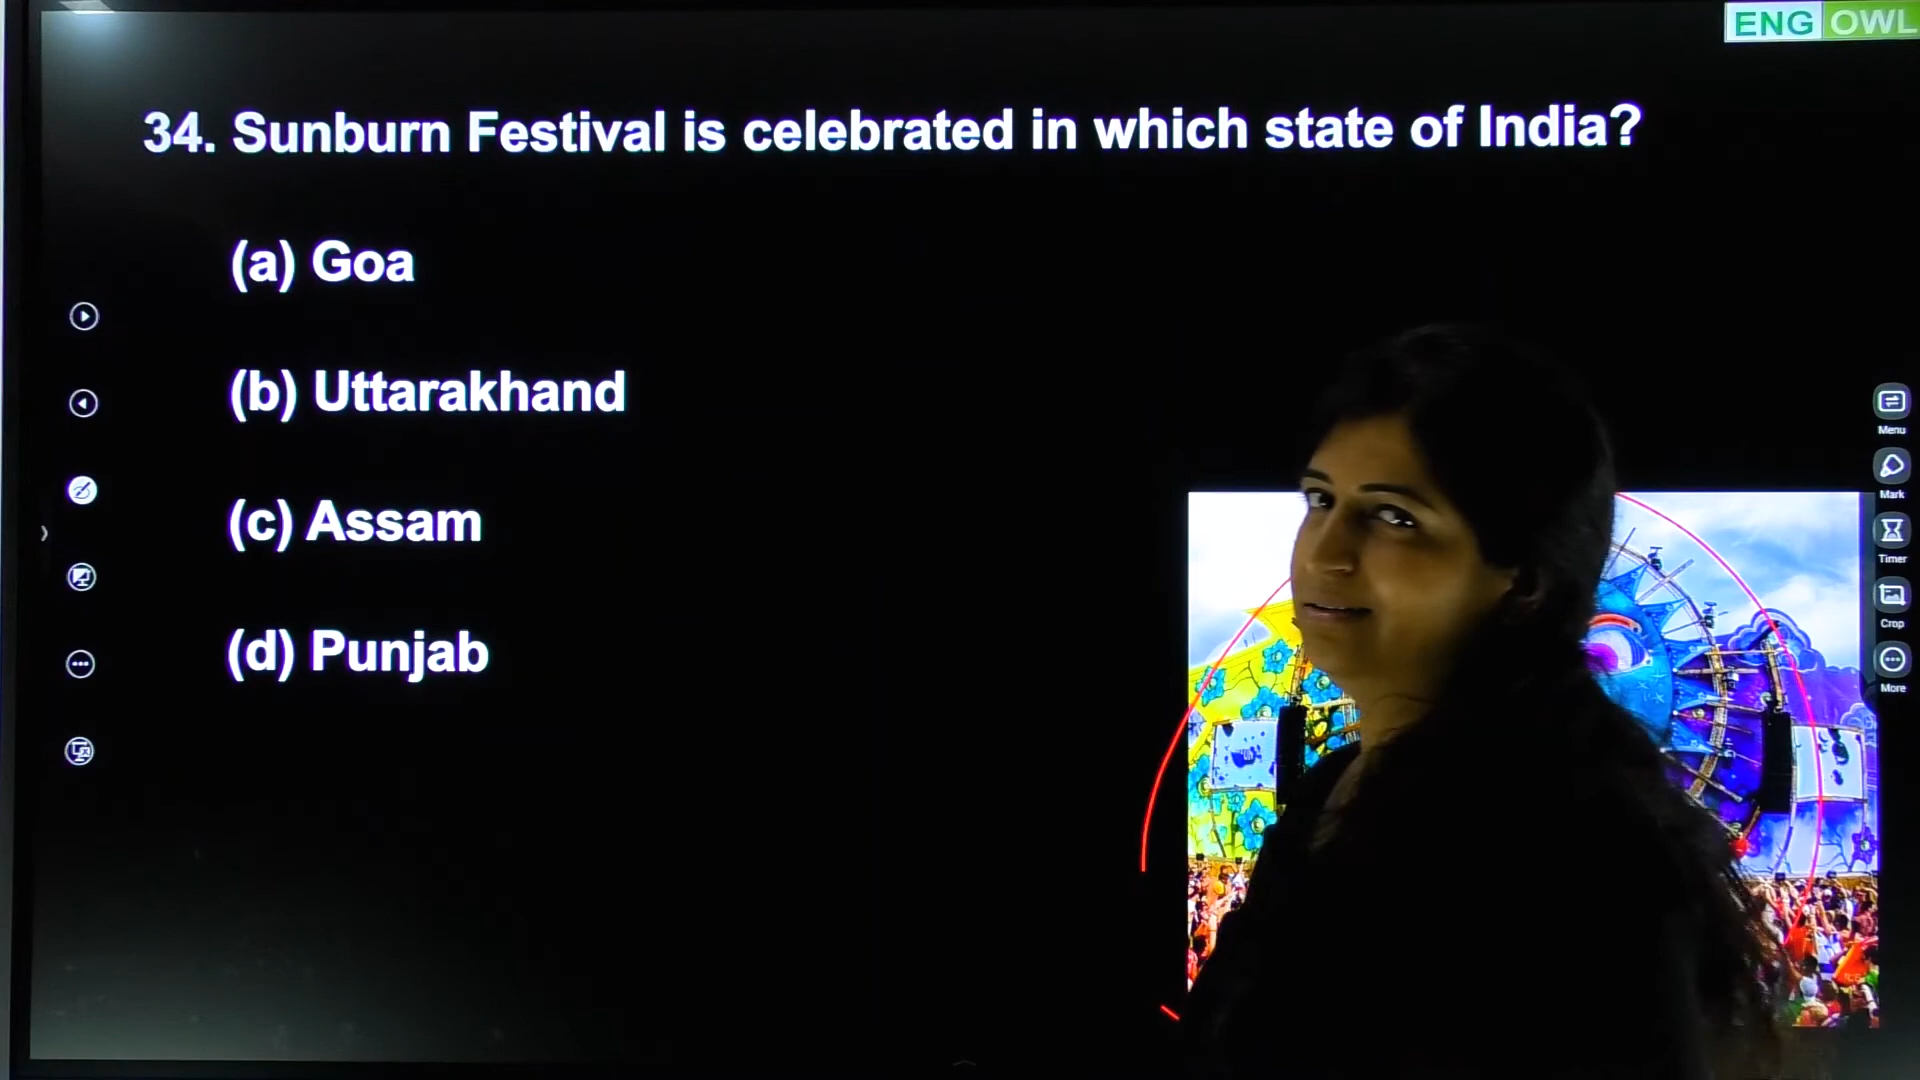 ENG OWL
34. Sunburn Festival is celebrated in which state of India?
(a) Goa
(b) Uttarakhand
(c) Assam
(d) Punjab
Menu
Mark
Timer
Crop
More